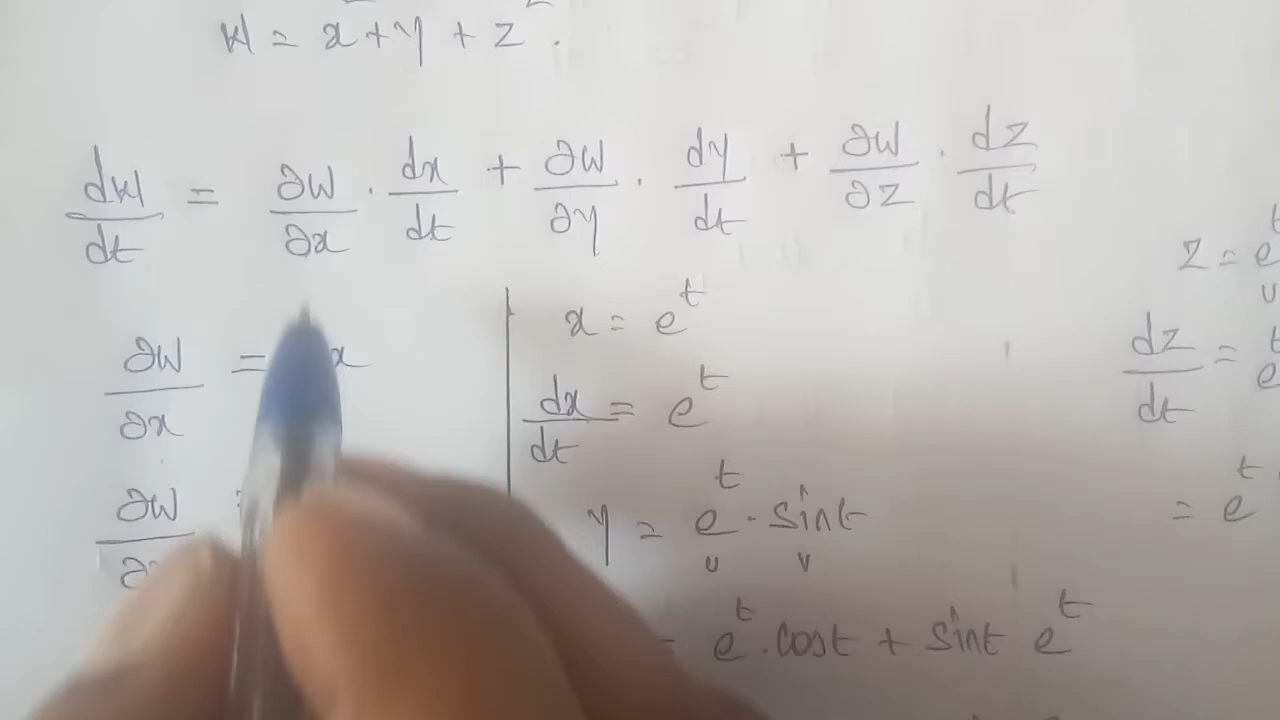 w = x + y + z².
dw/dt = ∂w/∂x · dx/dt + ∂w/∂y · dy/dt + ∂w/∂z · dz/dt
∂w/∂x = x
∂w
x = e^t
dx/dt = e^t
y = e^t · sint
u v
= e^t · cost + sint e^t
z = e^t
u
dz/dt = e^t
= e^t